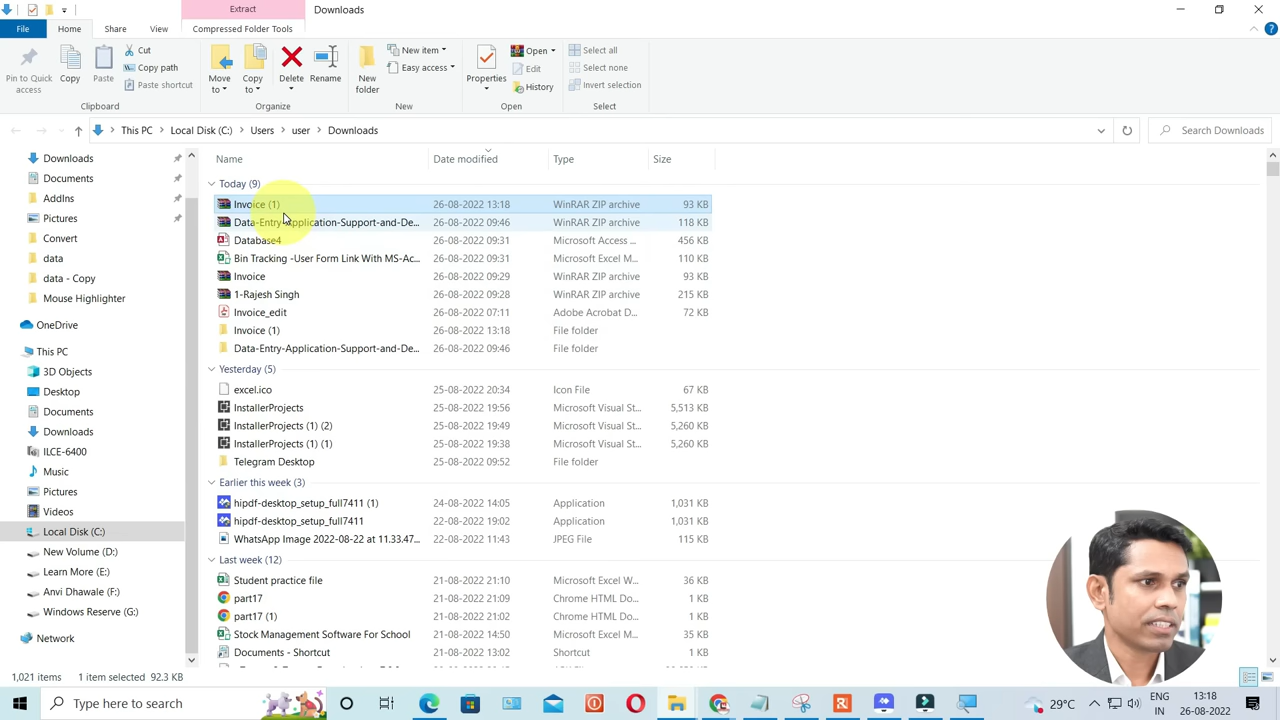 Extract
Downloads
File
Home
Share
View
Compressed Folder Tools
Pin to Quick access
Copy
Paste
Cut
Copy path
Paste shortcut
Clipboard
Move to
Copy to
Delete
Rename
Organize
New folder
New item
Easy access
New
Properties
Open
Edit
History
Open
Select all
Select none
Invert selection
Select
This PC > Local Disk (C:) > Users > user > Downloads
Search Downloads
Downloads
Documents
AddIns
Pictures
Convert
data
data - Copy
Mouse Highlighter
OneDrive
This PC
3D Objects
Desktop
Documents
Downloads
ILCE-6400
Music
Pictures
Videos
Local Disk (C:)
New Volume (D:)
Learn More (E:)
Anvi Dhawale (F:)
Windows Reserve (G:)
Network
Name Date modified Type Size
Today (9)
Invoice (1) 26-08-2022 13:18 WinRAR ZIP archive 93 KB
Data-Entry-Application-Support-and-De... 26-08-2022 09:46 WinRAR ZIP archive 118 KB
Database4 26-08-2022 09:31 Microsoft Access ... 456 KB
Bin Tracking -User Form Link With MS-Ac... 26-08-2022 09:31 Microsoft Excel M... 110 KB
Invoice 26-08-2022 09:29 WinRAR ZIP archive 93 KB
1-Rajesh Singh 26-08-2022 09:28 WinRAR ZIP archive 215 KB
Invoice_edit 26-08-2022 07:11 Adobe Acrobat D... 72 KB
Invoice (1) 26-08-2022 13:18 File folder
Data-Entry-Application-Support-and-De... 26-08-2022 09:46 File folder
Yesterday (5)
excel.ico 25-08-2022 20:34 Icon File 67 KB
InstallerProjects 25-08-2022 19:56 Microsoft Visual St... 5,513 KB
InstallerProjects (1) (2) 25-08-2022 19:49 Microsoft Visual St... 5,260 KB
InstallerProjects (1) (1) 25-08-2022 19:38 Microsoft Visual St... 5,260 KB
Telegram Desktop 25-08-2022 09:52 File folder
Earlier this week (3)
hipdf-desktop_setup_full7411 (1) 24-08-2022 14:05 Application 1,031 KB
hipdf-desktop_setup_full7411 22-08-2022 19:02 Application 1,031 KB
WhatsApp Image 2022-08-22 at 11.33.47... 22-08-2022 11:43 JPEG File 115 KB
Last week (12)
Student practice file 21-08-2022 21:10 Microsoft Excel W... 36 KB
part17 21-08-2022 21:09 Chrome HTML Do... 1 KB
part17 (1) 21-08-2022 21:02 Chrome HTML Do... 1 KB
Stock Management Software For School 21-08-2022 14:50 Microsoft Excel M... 35 KB
Documents - Shortcut 21-08-2022 13:02 Shortcut 2 KB
1,021 items 1 item selected 92.3 KB
Type here to search
29°C
ENG
IN
13:18
26-08-2022